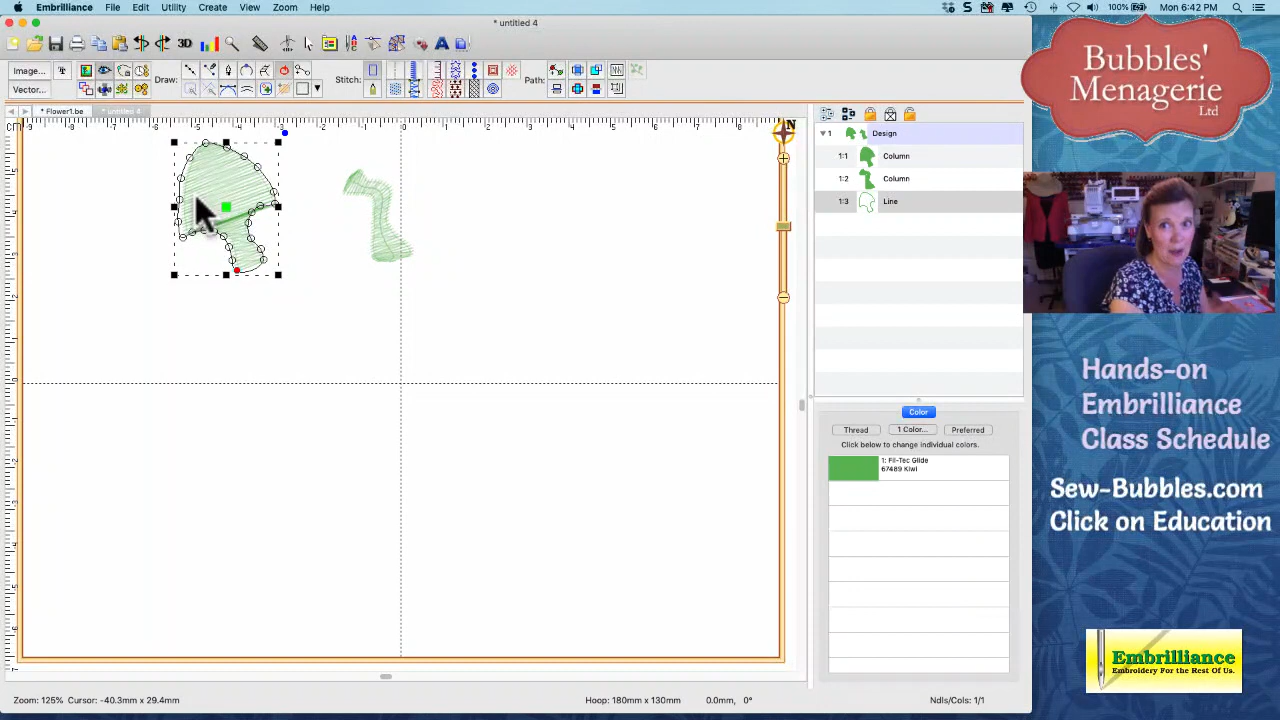 Embrilliance File Edit Utility Create View Zoom Help
100% Mon 6:42 PM
* untitled 4
3D
A
Image...
Draw:
Stitch:
Path:
Vector...
* Flower1.be
* untitled 4
N
1 Design
1:1 Column
1:2 Column
1:3 Line
Color
Thread
1 Color...
Preferred
Click below to change individual colors.
1: Fil-Tec Glide
67489 Kiwi
Zoom: 125% Cursor: -40.3mm x 29.4mm
Hoop: 180mm x 130mm
0.0mm, 0°
Ndls/Cols: 1/1
Bubbles'
Menagerie
Ltd
Hands-on
Embrilliance
Class Schedule
Sew-Bubbles.com
Click on Education
Embrilliance
Embroidery For the Rest Of Us.